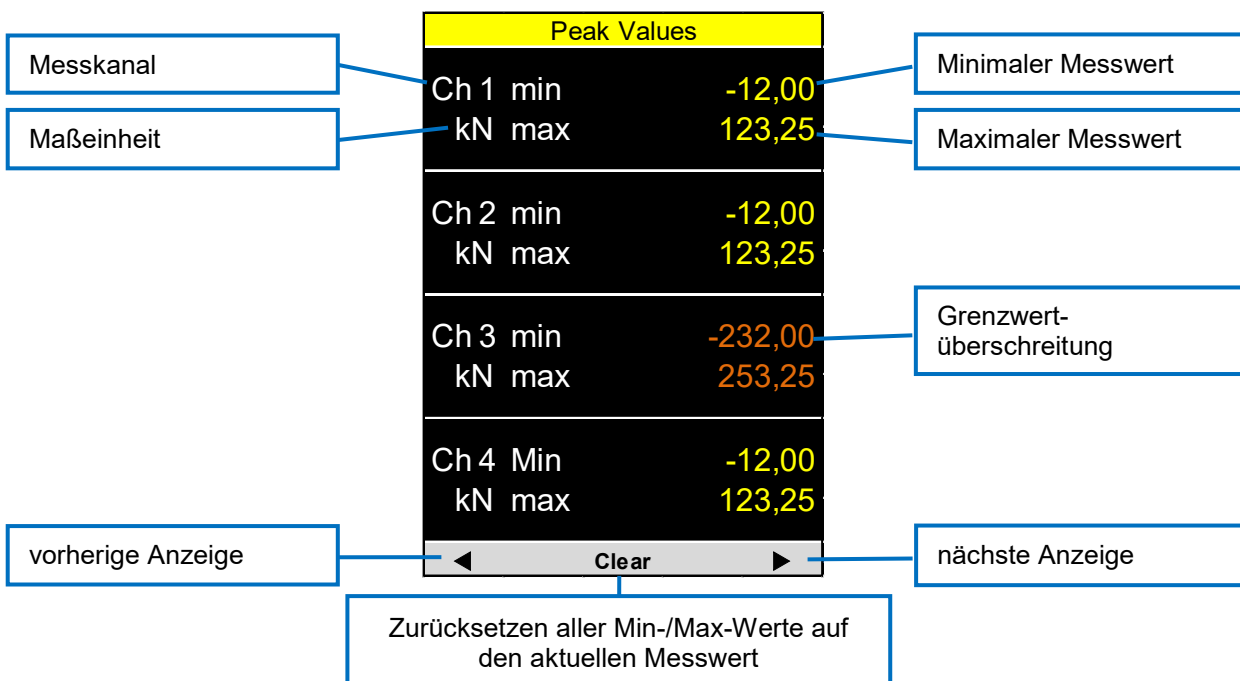 Peak Values
Messkanal
Minimaler Messwert
Ch 1 min -12,00
Maßeinheit
kN max 123,25
Maximaler Messwert
Ch 2 min -12,00
kN max 123,25
Ch 3 min -232,00
kN max 253,25
Grenzwert-
überschreitung
Ch 4 Min -12,00
kN max 123,25
vorherige Anzeige
Clear
nächste Anzeige
Zurücksetzen aller Min-/Max-Werte auf
den aktuellen Messwert